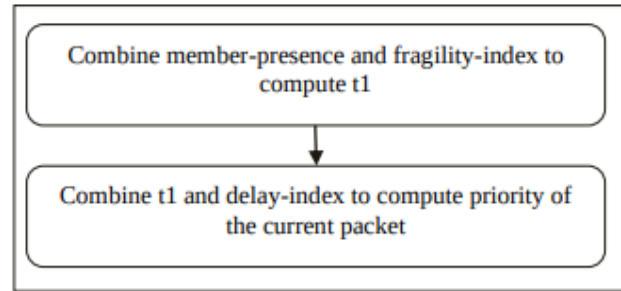 Combine member-presence and fragility-index to
compute t1
Combine t1 and delay-index to compute priority of
the current packet